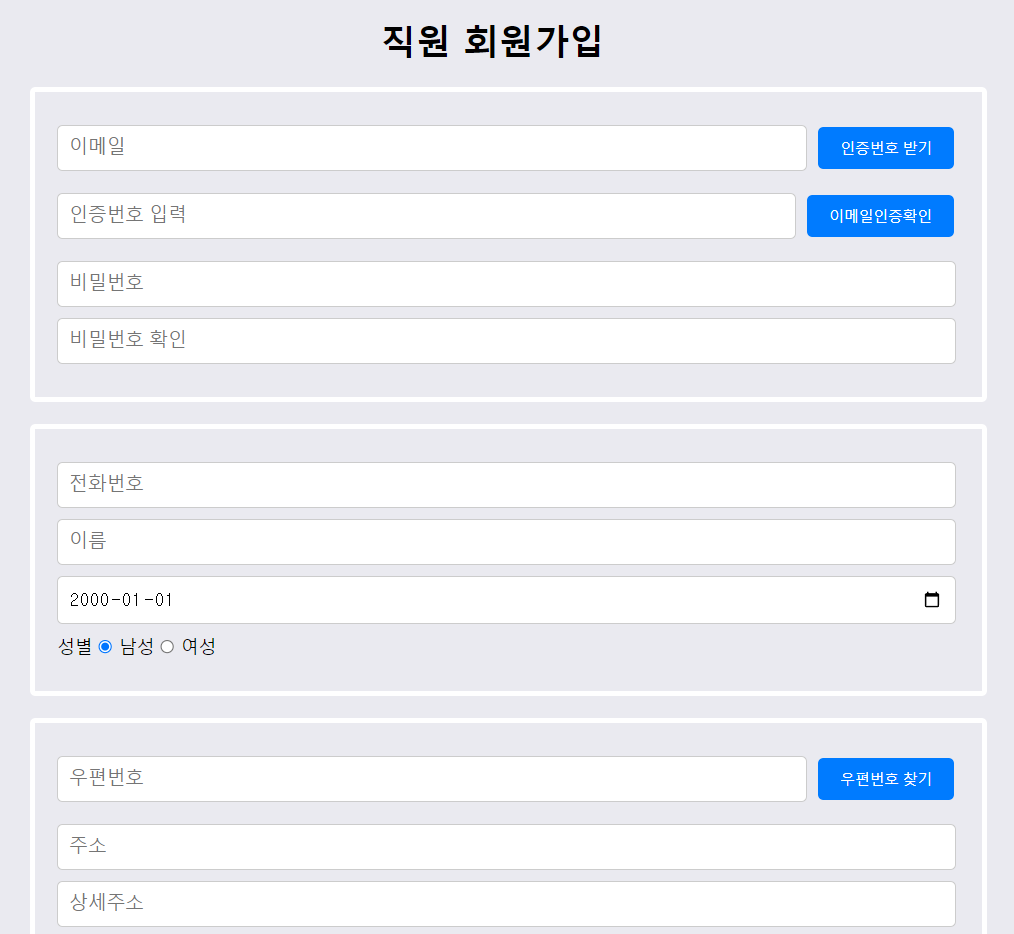 직원 회원가입
이메일
인증번호 받기
인증번호 입력
이메일인증확인
비밀번호
비밀번호 확인
전화번호
이름
2000-01-01
성별 남성 여성
우편번호
우편번호 찾기
주소
상세주소